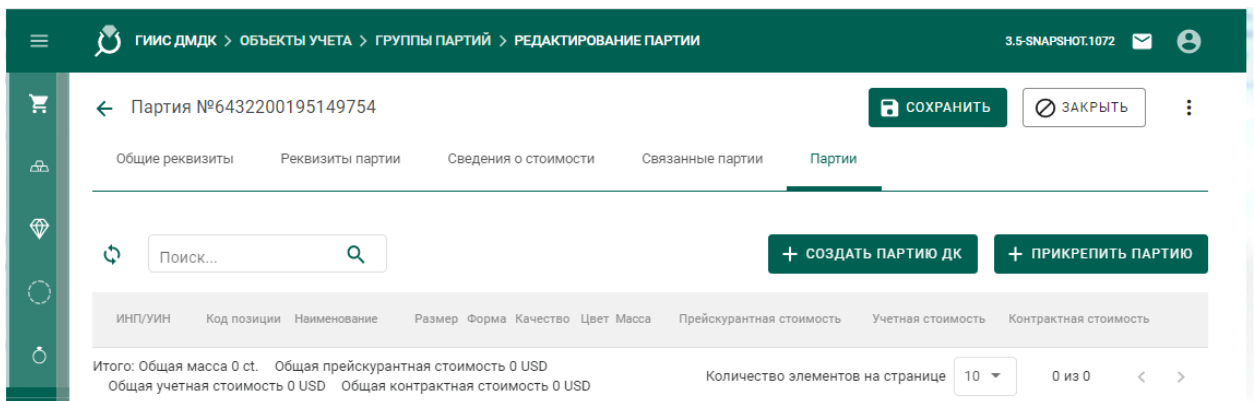 ГИИС ДМДК > ОБЪЕКТЫ УЧЕТА > ГРУППЫ ПАРТИЙ > РЕДАКТИРОВАНИЕ ПАРТИИ 3.5-SNAPSHOT.1072
Партия №6432200195149754 СОХРАНИТЬ ЗАКРЫТЬ
Общие реквизиты Реквизиты партии Сведения о стоимости Связанные партии Партии
Поиск... + СОЗДАТЬ ПАРТИЮ ДК + ПРИКРЕПИТЬ ПАРТИЮ
ИНП/УИН Код позиции Наименование Размер Форма Качество Цвет Масса Прейскурантная стоимость Учетная стоимость Контрактная стоимость
Итого: Общая масса 0 ct. Общая прейскурантная стоимость 0 USD
Общая учетная стоимость 0 USD Общая контрактная стоимость 0 USD
Количество элементов на странице 10 0 из 0 < >